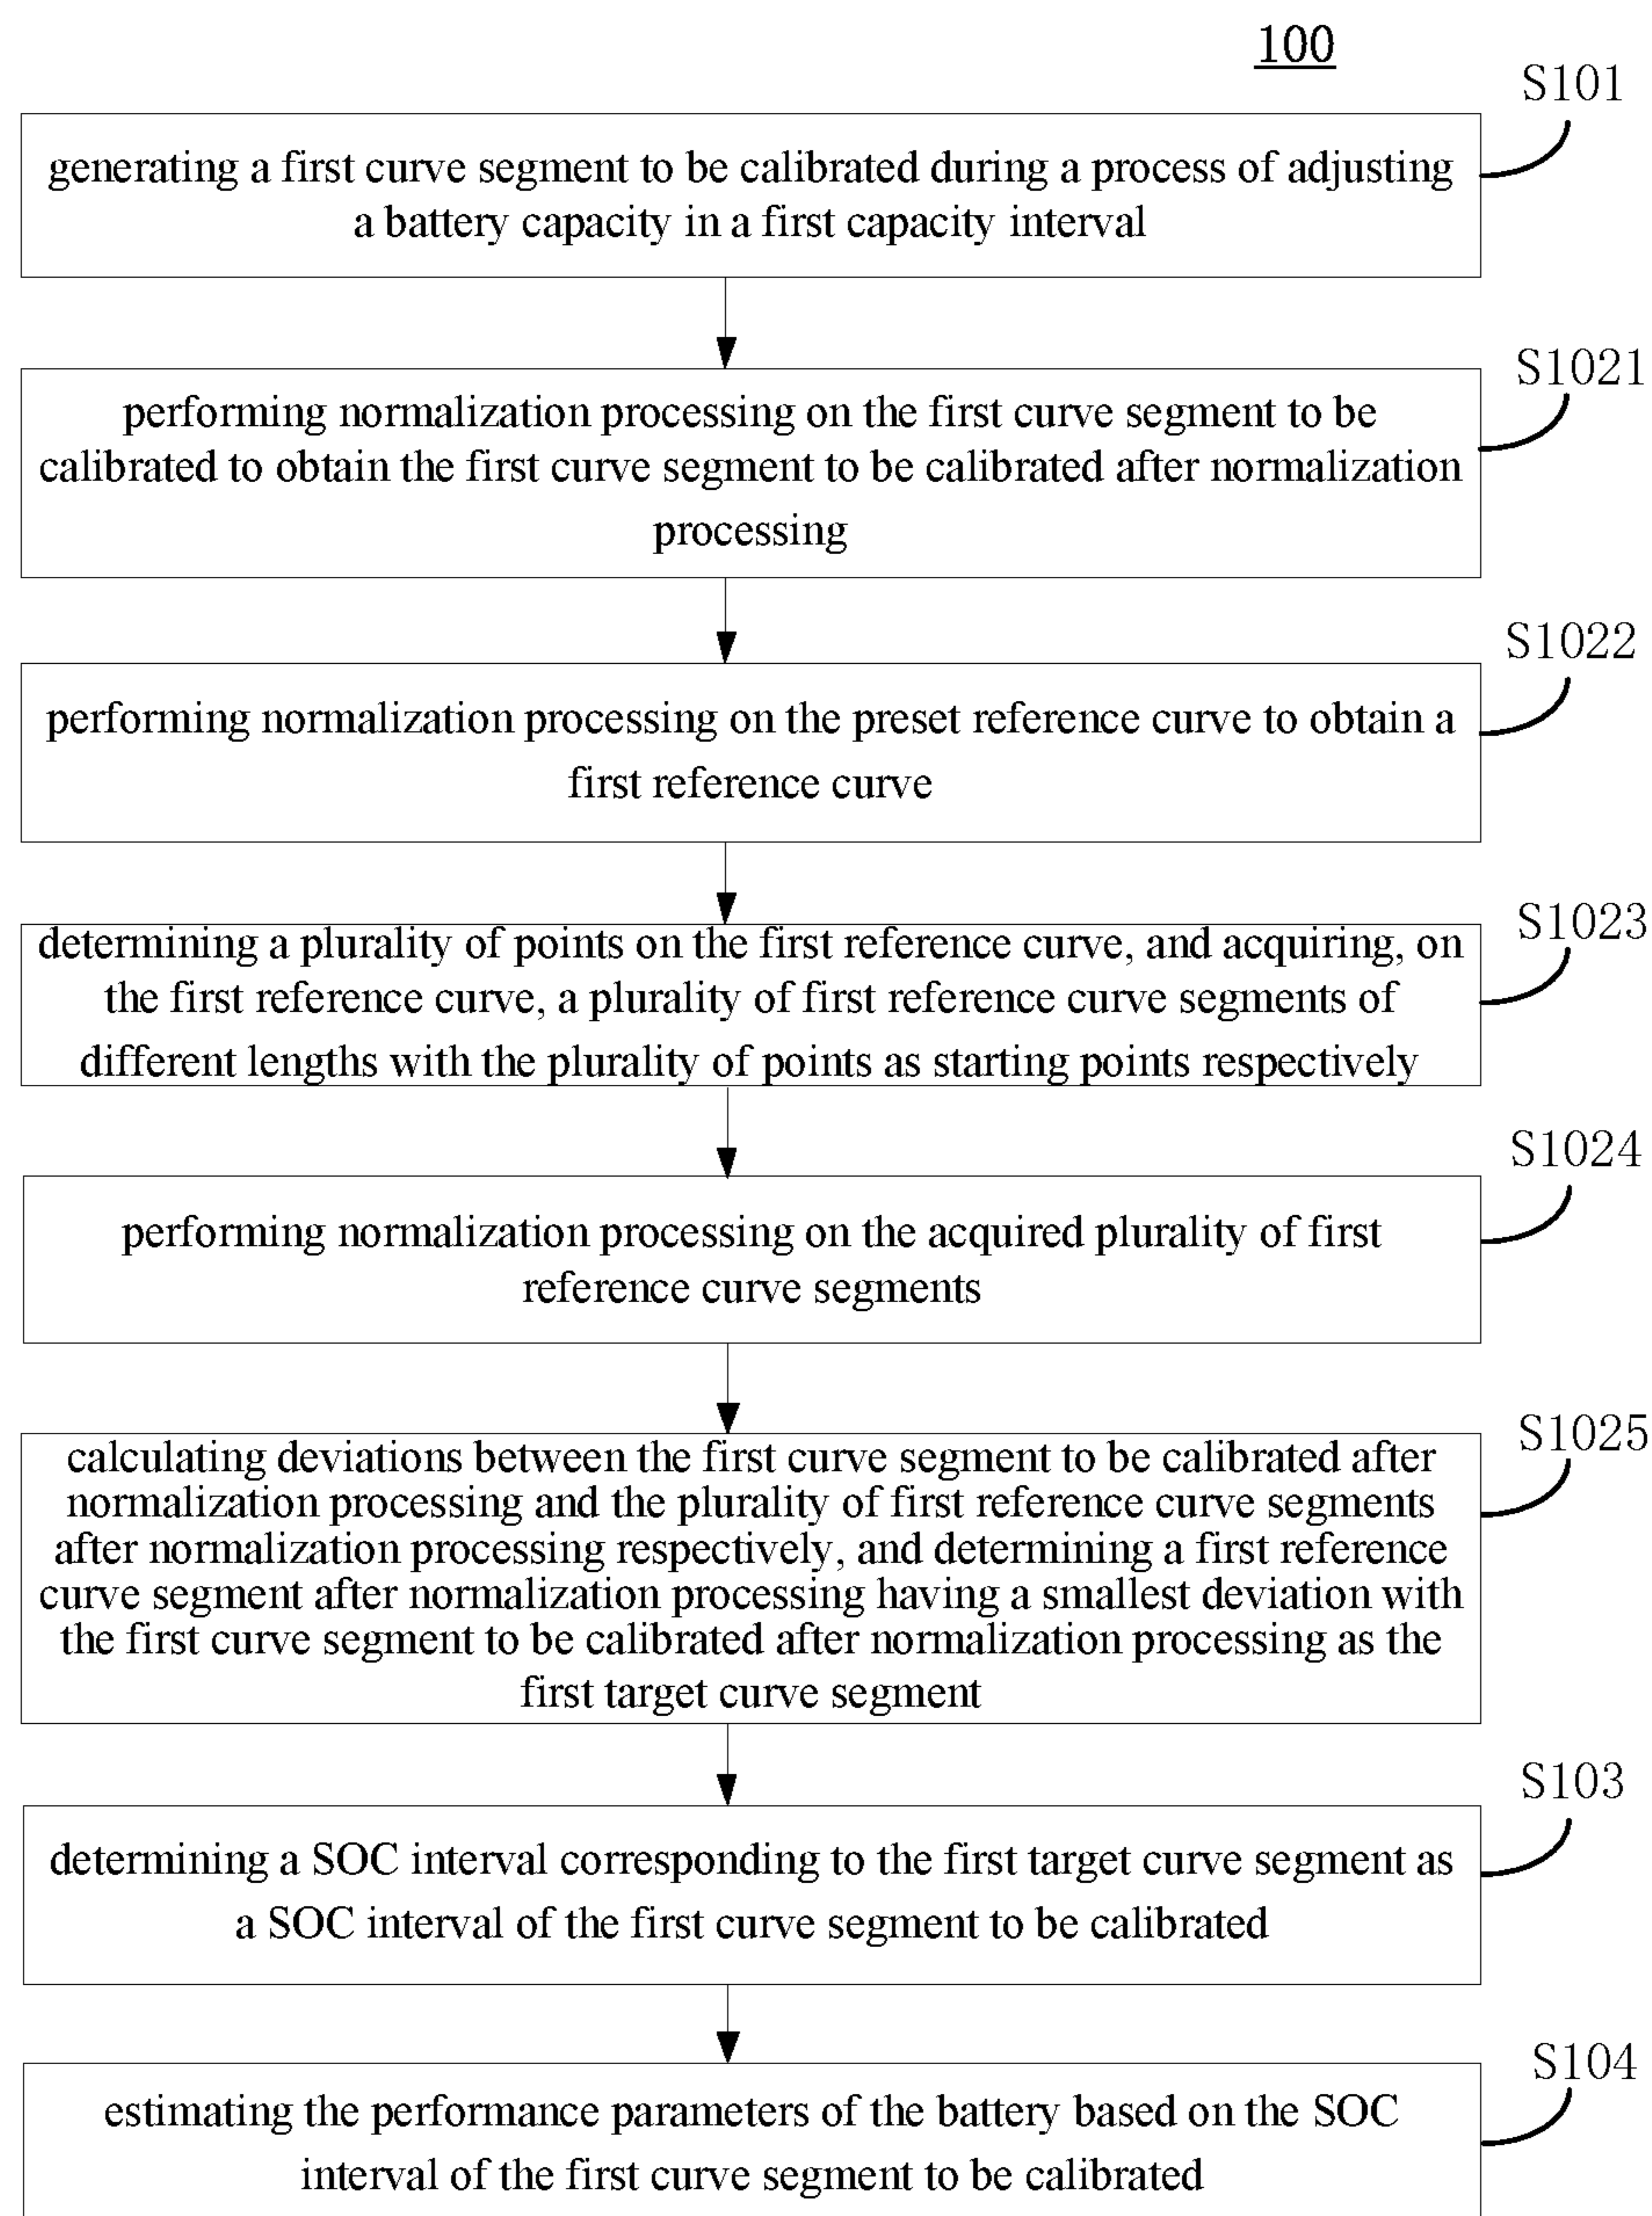 100
S101
generating a first curve segment to be calibrated during a process of adjusting
a battery capacity in a first capacity interval
S1021
performing normalization processing on the first curve segment to be
calibrated to obtain the first curve segment to be calibrated after normalization
processing
S1022
performing normalization processing on the preset reference curve to obtain a
first reference curve
S1023
determining a plurality of points on the first reference curve, and acquiring, on
the first reference curve, a plurality of first reference curve segments of
different lengths with the plurality of points as starting points respectively
S1024
performing normalization processing on the acquired plurality of first
reference curve segments
S1025
calculating deviations between the first curve segment to be calibrated after
normalization processing and the plurality of first reference curve segments
after normalization processing respectively, and determining a first reference
curve segment after normalization processing having a smallest deviation with
the first curve segment to be calibrated after normalization processing as the
first target curve segment
S103
determining a SOC interval corresponding to the first target curve segment as
a SOC interval of the first curve segment to be calibrated
S104
estimating the performance parameters of the battery based on the SOC
interval of the first curve segment to be calibrated